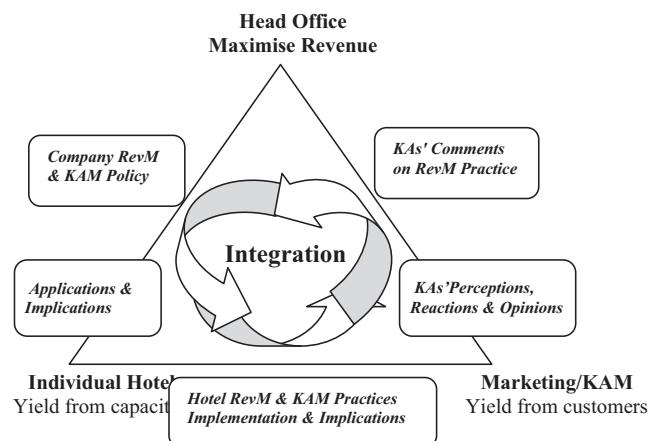 Head Office
Maximise Revenue
Company RevM
& KAM Policy
KAs' Comments
on RevM Practice
Integration
Applications &
Implications
KAs'Perceptions,
Reactions & Opinions
Individual Hotel
Yield from capacit
Marketing/KAM
Yield from customers
Hotel RevM & KAM Practices
Implementation & Implications